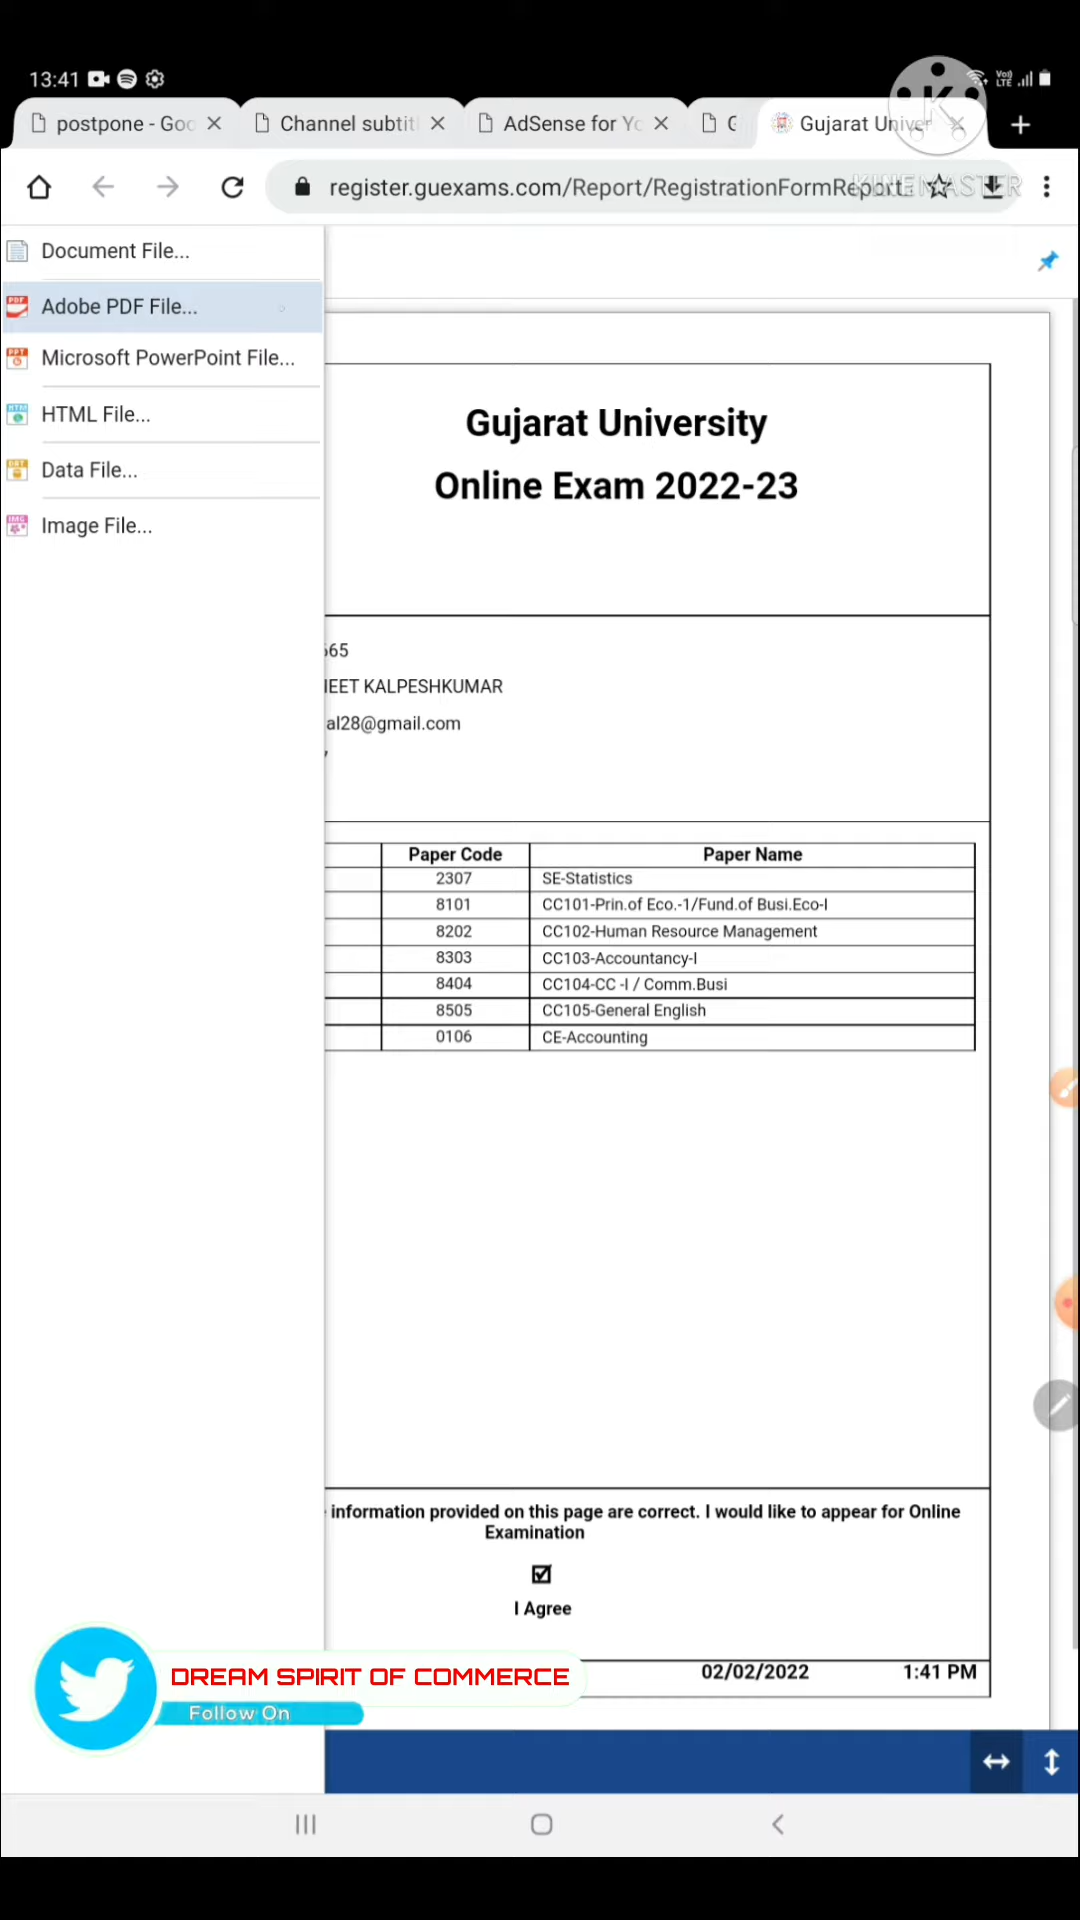 13:41
postpone - Goo
Channel subtit
AdSense for Yo
G
Gujarat Univer
register.guexams.com/Report/RegistrationFormReport
KINEMASTER
Document File...
Adobe PDF File...
Microsoft PowerPoint File...
HTML File...
Data File...
Image File...
Gujarat University
Online Exam 2022-23
665
EET KALPESHKUMAR
al28@gmail.com
Paper Code Paper Name
2307 SE-Statistics
8101 CC101-Prin.of Eco.-1/Fund.of Busi.Eco-I
8202 CC102-Human Resource Management
8303 CC103-Accountancy-I
8404 CC104-CC -I / Comm.Busi
8505 CC105-General English
0106 CE-Accounting
information provided on this page are correct. I would like to appear for Online
Examination
I Agree
02/02/2022 1:41 PM
DREAM SPIRIT OF COMMERCE
Follow On